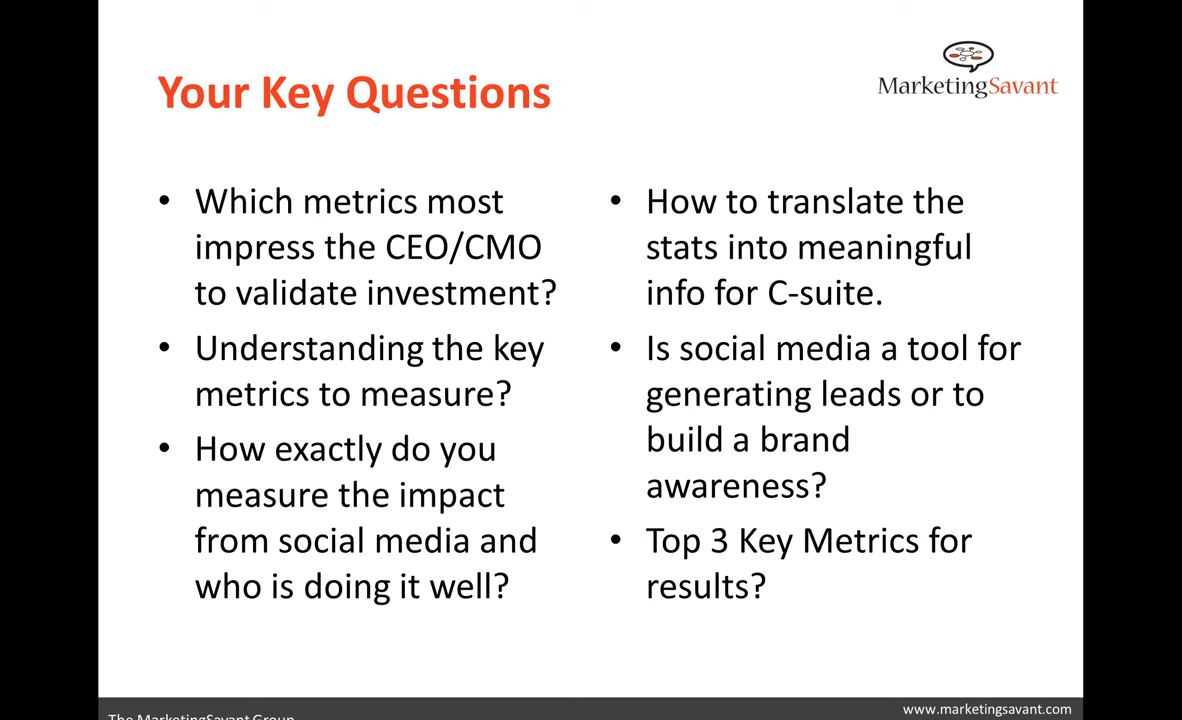 Your Key Questions
MarketingSavant
• Which metrics most
impress the CEO/CMO
to validate investment?
• Understanding the key
metrics to measure?
• How exactly do you
measure the impact
from social media and
who is doing it well?
• How to translate the
stats into meaningful
info for C-suite.
• Is social media a tool for
generating leads or to
build a brand
awareness?
• Top 3 Key Metrics for
results?
The MarketingSavant Group
www.marketingsavant.com